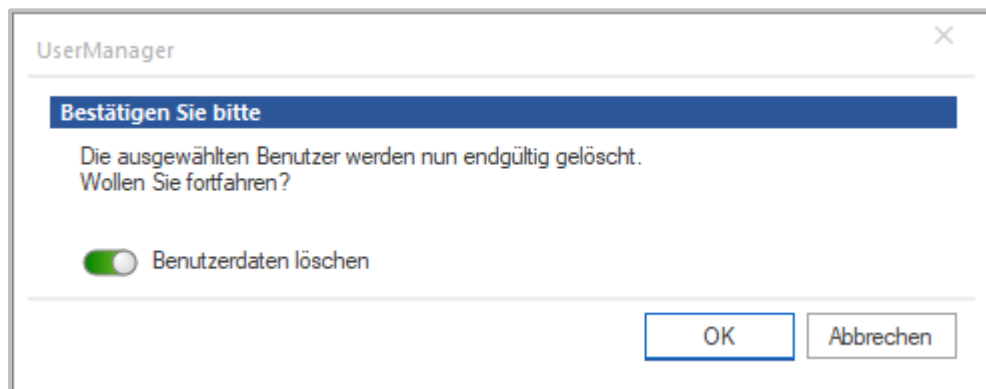 UserManager
Bestätigen Sie bitte
Die ausgewählten Benutzer werden nun endgültig gelöscht.
Wollen Sie fortfahren?
Benutzerdaten löschen
OK
Abbrechen